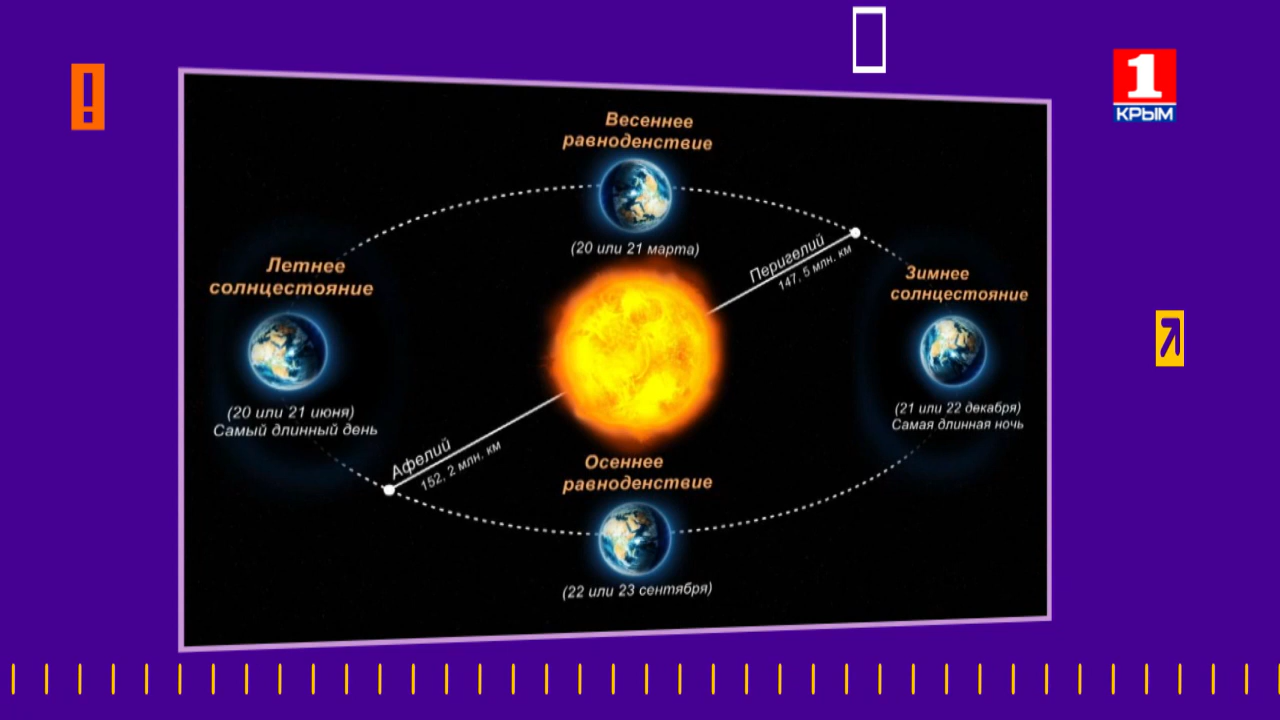 1
КРЫМ
Весеннее
равноденствие
(20 или 21 марта)
Перигелий
147, 5 млн. км
Летнее
солнцестояние
(20 или 21 июня)
Самый длинный день
Зимнее
солнцестояние
(21 или 22 декабря)
Самая длинная ночь
Афелий
152, 2 млн. км
Осеннее
равноденствие
(22 или 23 сентября)